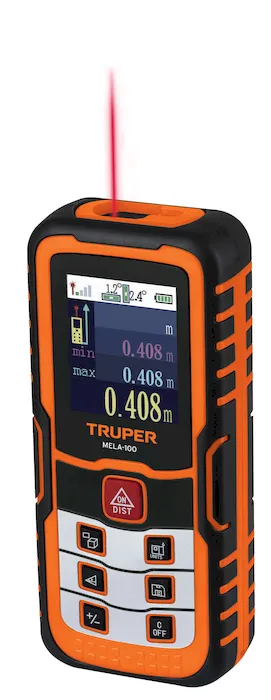 1.2° 2.4°
m
min 0.408 m
max 0.408 m
0.408 m
TRUPER
MELA-100
ON
DIST
UNITS
+/-
C
OFF